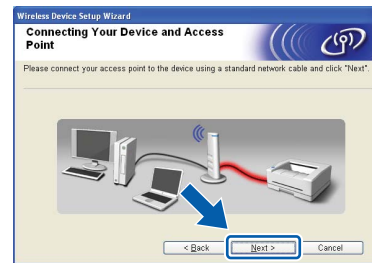 Wireless Device Setup Wizard
Connecting Your Device and Access
Point
Please connect your access point to the device using a standard network cable and click "Next".
< Back
Next >
Cancel